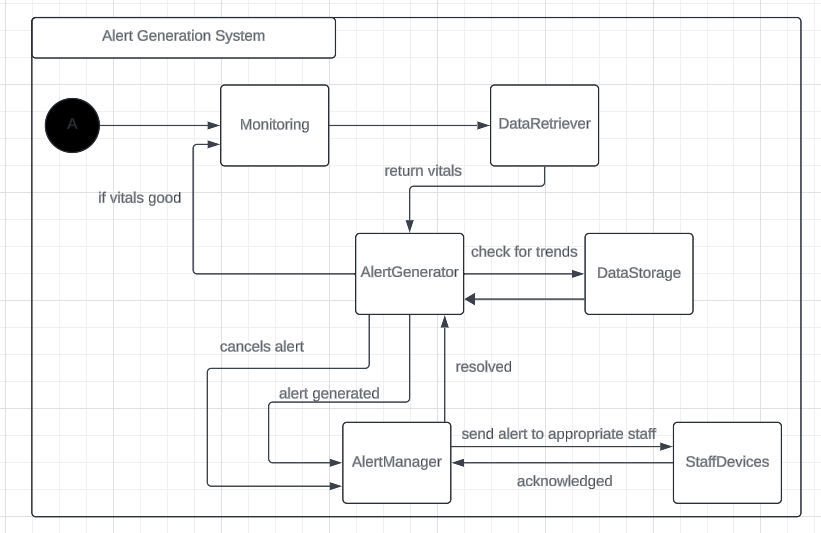 Alert Generation System
A
Monitoring
DataRetriever
return vitals
if vitals good
check for trends
AlertGenerator
DataStorage
cancels alert
resolved
alert generated
send alert to appropriate staff
AlertManager
StaffDevices
acknowledged